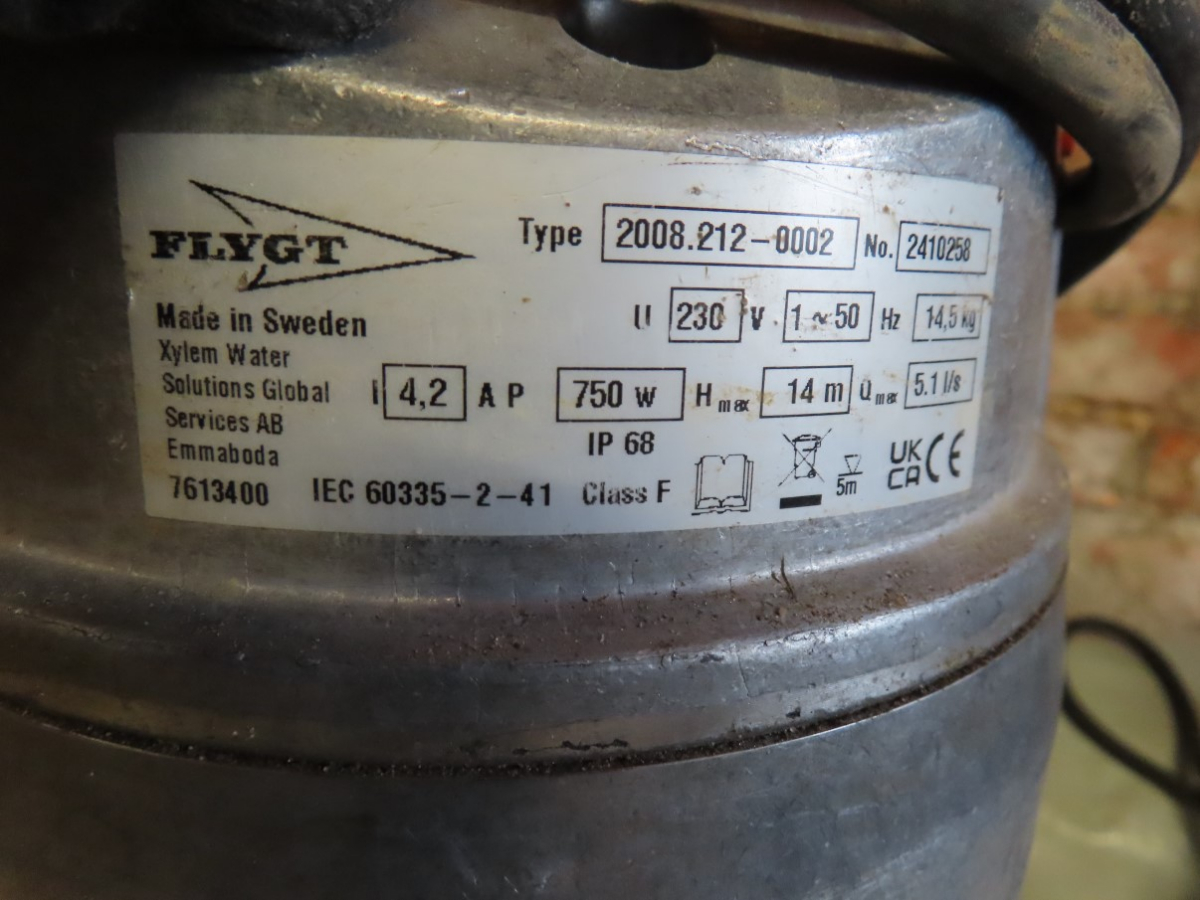 FLYGT
Type 2008.212-0002 No. 2410258
Made in Sweden
U 230 V 1~50 Hz 14,5 kg
Xylem Water
Solutions Global
I 4,2 A P 750 W H max 14 m Q max 5.1 l/s
Services AB
IP 68
Emmaboda
7613400 IEC 60335-2-41 Class F 5m UK CA CE